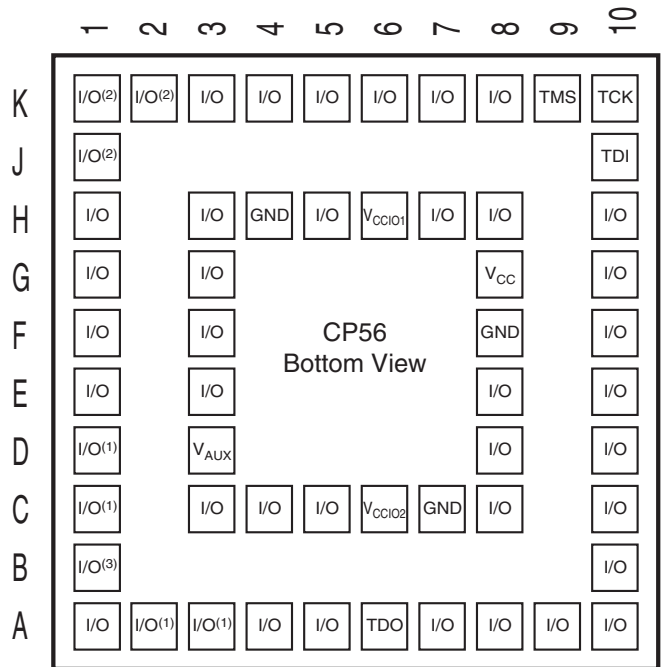 1 2 3 4 5 6 7 8 9 10
K I/O(2) I/O(2) I/O I/O I/O I/O I/O I/O TMS TCK
J I/O(2) TDI
H I/O I/O GND I/O VCCIO1 I/O I/O I/O
G I/O I/O VCC I/O
F I/O I/O CP56 GND I/O
Bottom View
E I/O I/O I/O I/O
D I/O(1) VAUX I/O I/O
C I/O(1) I/O I/O I/O VCCIO2 GND I/O I/O
B I/O(3) I/O
A I/O I/O(1) I/O(1) I/O I/O TDO I/O I/O I/O I/O